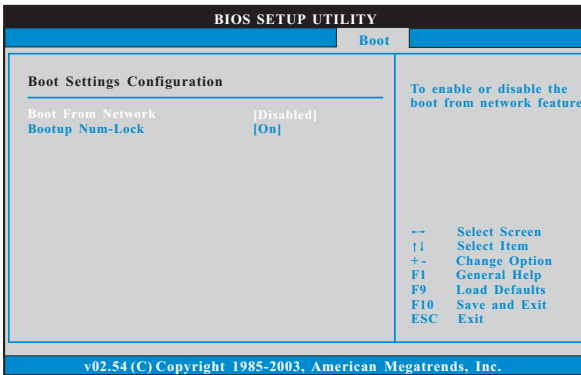 BIOS SETUP UTILITY
Boot
Boot Settings Configuration
Boot From Network [Disabled]
Bootup Num-Lock [On]
To enable or disable the
boot from network feature
←→ Select Screen
↑↓ Select Item
+ - Change Option
F1 General Help
F9 Load Defaults
F10 Save and Exit
ESC Exit
v02.54 (C) Copyright 1985-2003, American Megatrends, Inc.